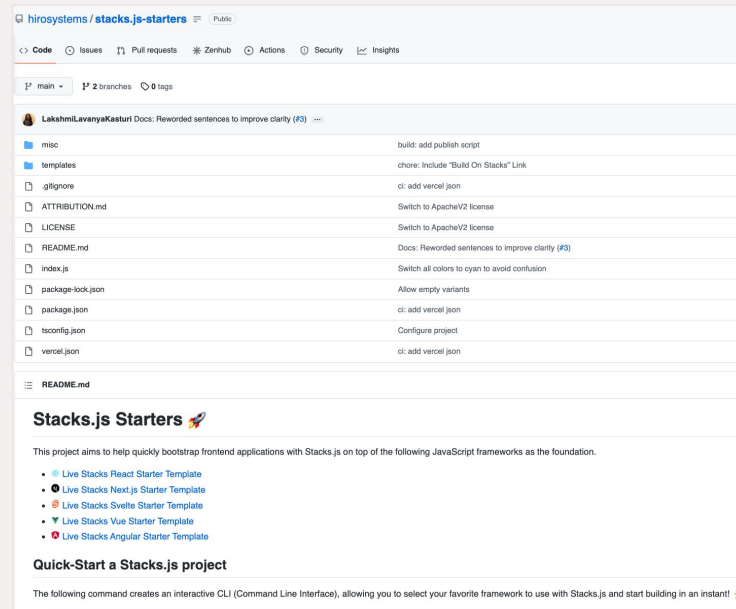 hirosystems / stacks.js-starters Public
Code Issues Pull requests Zenhub Actions Security Insights
main 2 branches 0 tags
LakshmiLavanyaKasturi Docs: Reworded sentences to improve clarity (#3) ...
misc build: add publish script
templates chore: Include "Build On Stacks" Link
.gitignore ci: add vercel json
ATTRIBUTION.md Switch to ApacheV2 license
LICENSE Switch to ApacheV2 license
README.md Docs: Reworded sentences to improve clarity (#3)
index.js Switch all colors to cyan to avoid confusion
package-lock.json Allow empty variants
package.json ci: add vercel json
tsconfig.json Configure project
vercel.json ci: add vercel json
README.md
Stacks.js Starters 🚀
This project aims to help quickly bootstrap frontend applications with Stacks.js on top of the following JavaScript frameworks as the foundation.
• Live Stacks React Starter Template
• Live Stacks Next.js Starter Template
• Live Stacks Svelte Starter Template
• Live Stacks Vue Starter Template
• Live Stacks Angular Starter Template
Quick-Start a Stacks.js project
The following command creates an interactive CLI (Command Line Interface), allowing you to select your favorite framework to use with Stacks.js and start building in an instant!